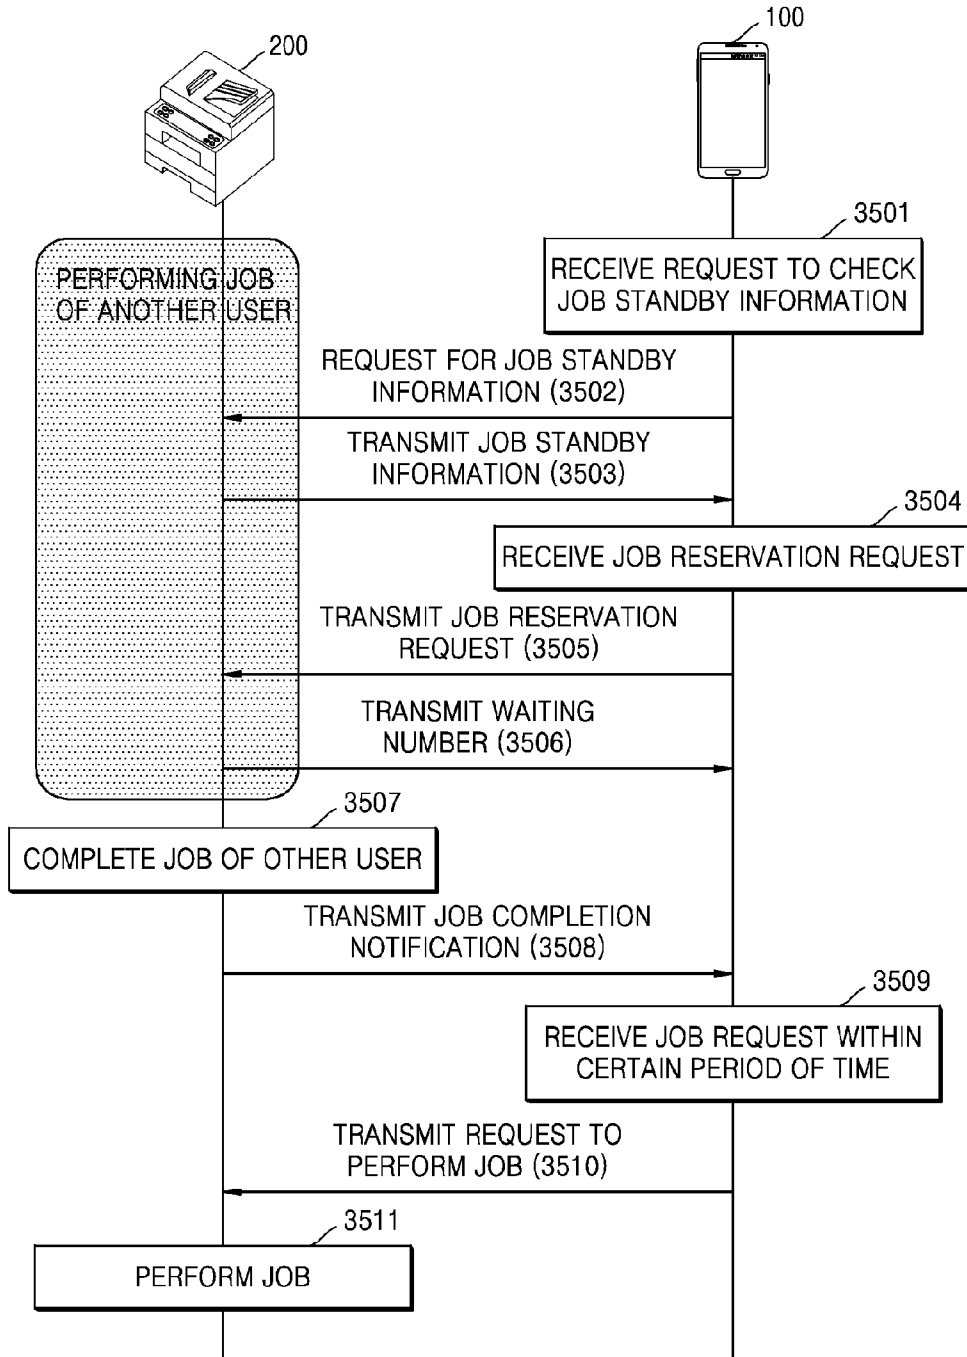 200
100
3501
RECEIVE REQUEST TO CHECK
JOB STANDBY INFORMATION
PERFORMING JOB
OF ANOTHER USER
REQUEST FOR JOB STANDBY
INFORMATION (3502)
TRANSMIT JOB STANDBY
INFORMATION (3503)
3504
RECEIVE JOB RESERVATION REQUEST
TRANSMIT JOB RESERVATION
REQUEST (3505)
TRANSMIT WAITING
NUMBER (3506)
3507
COMPLETE JOB OF OTHER USER
TRANSMIT JOB COMPLETION
NOTIFICATION (3508)
3509
RECEIVE JOB REQUEST WITHIN
CERTAIN PERIOD OF TIME
TRANSMIT REQUEST TO
PERFORM JOB (3510)
3511
PERFORM JOB